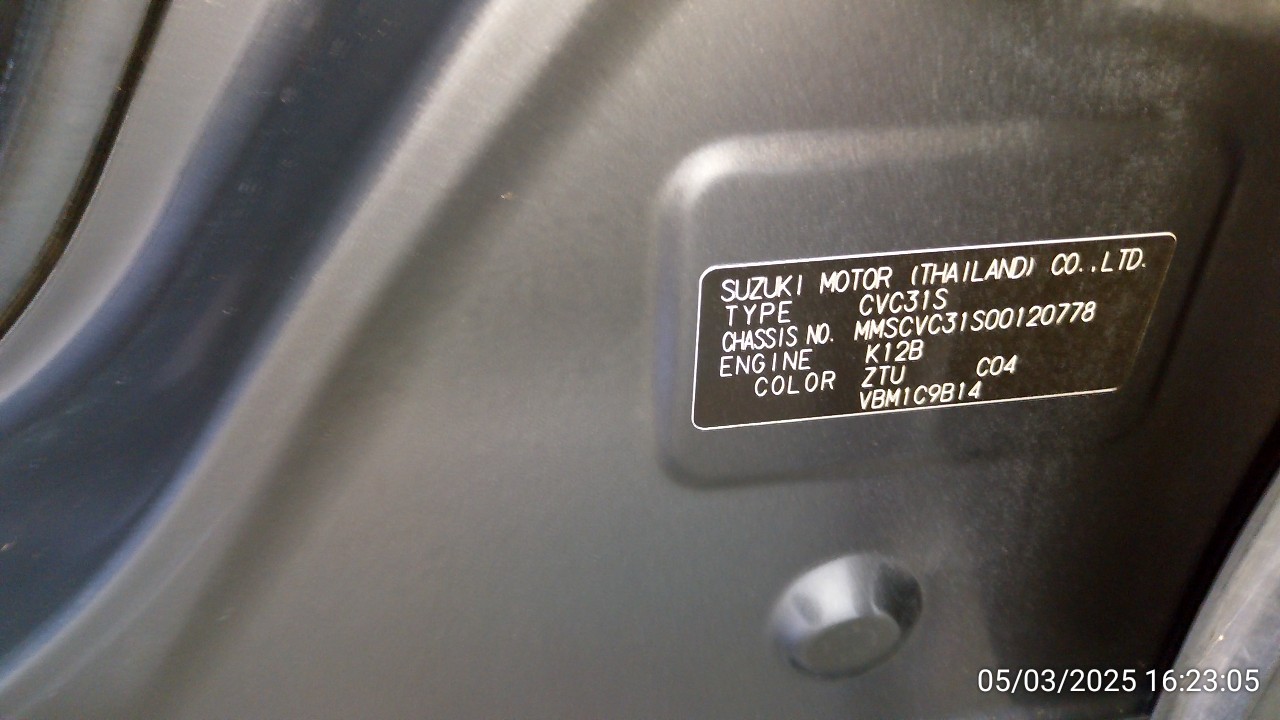 SUZUKI MOTOR (THAILAND) CO.,LTD.
TYPE CVC31S
CHASSIS NO. MMSCVC31S00120778
ENGINE K12B
COLOR ZTU C04
VBM1C9B14
05/03/2025 16:23:05